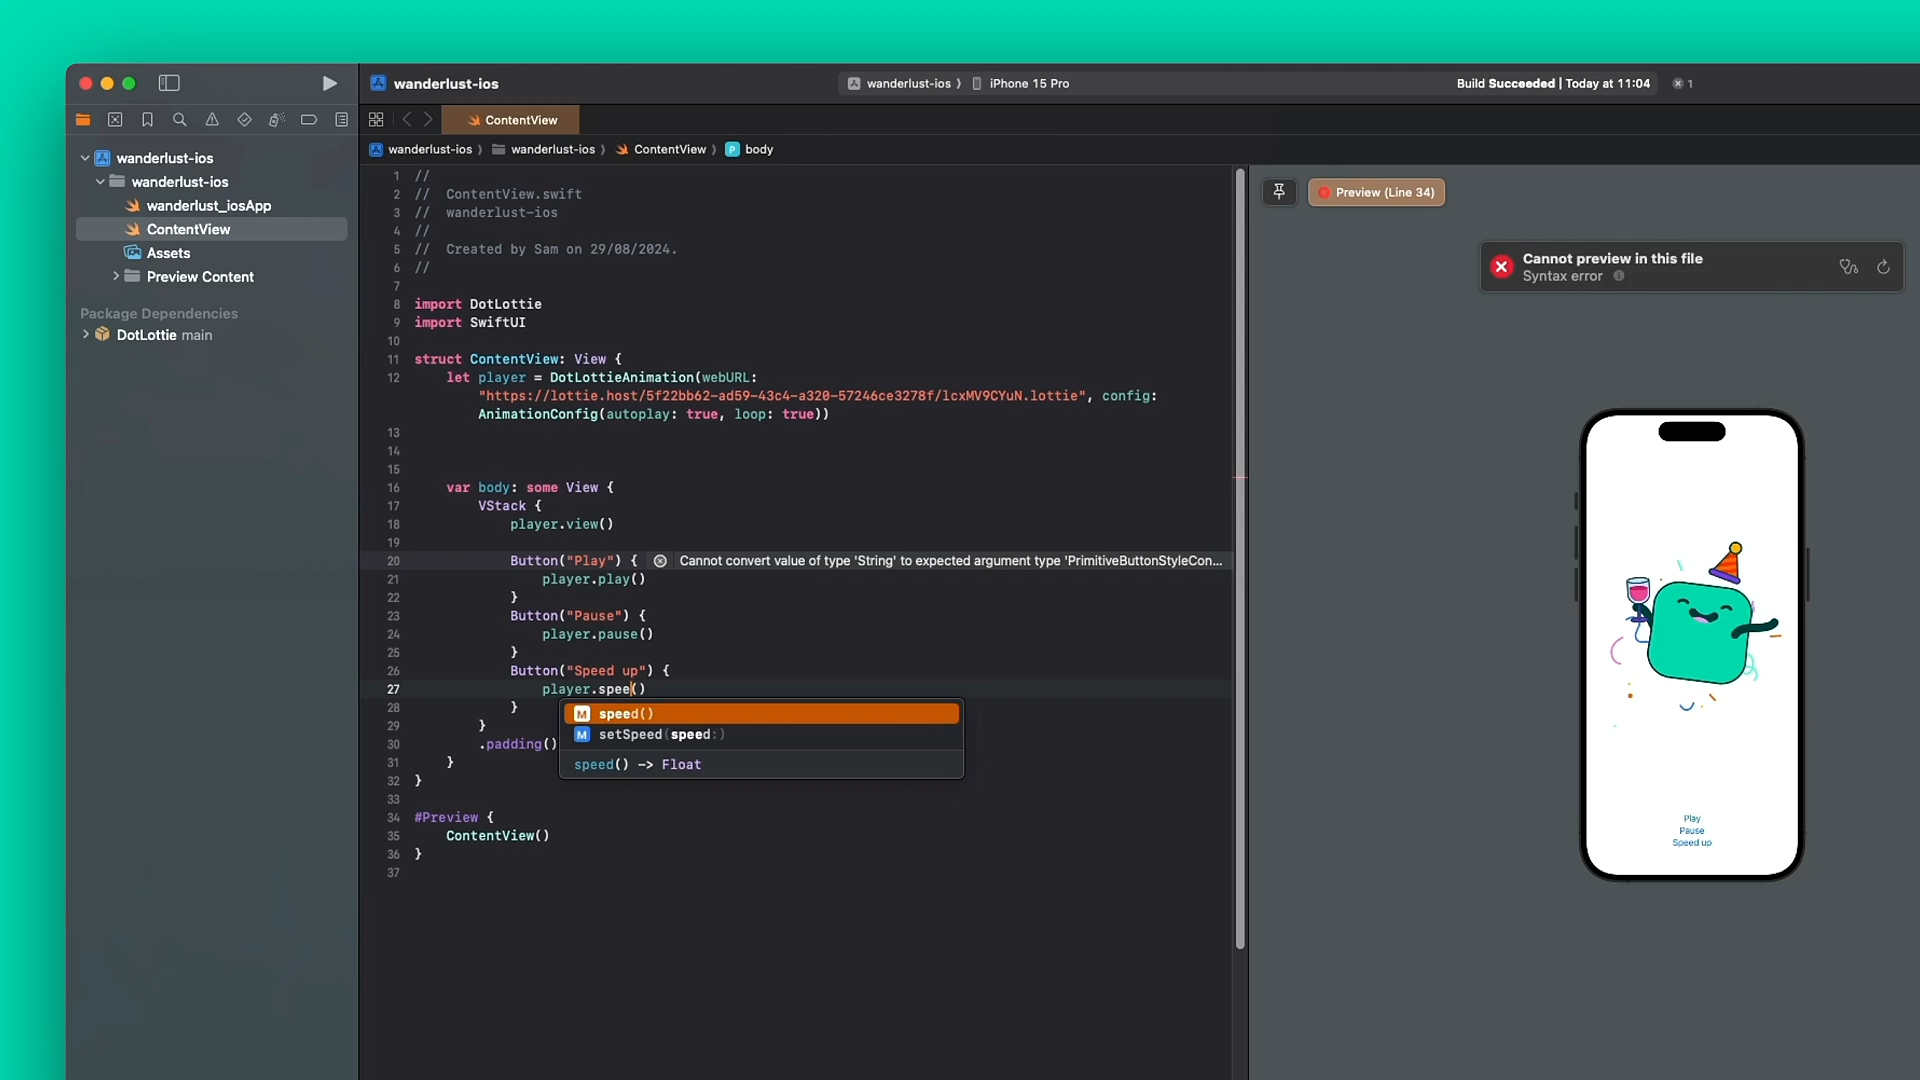 wanderlust-ios
wanderlust-ios
iPhone 15 Pro
Build Succeeded | Today at 11:04
1
ContentView
wanderlust-ios
wanderlust-ios
ContentView
body
wanderlust-ios
wanderlust-ios
wanderlust_iosApp
ContentView
Assets
Preview Content
Package Dependencies
DotLottie main
1 //
2 // ContentView.swift
3 // wanderlust-ios
4 //
5 // Created by Sam on 29/08/2024.
6 //
7
8 import DotLottie
9 import SwiftUI
10
11 struct ContentView: View {
12 let player = DotLottieAnimation(webURL:
"https://lottie.host/5f22bb62-ad59-43c4-a320-57246ce3278f/lcxMV9CYuN.lottie", config:
AnimationConfig(autoplay: true, loop: true))
13
14
15
16 var body: some View {
17 VStack {
18 player.view()
19
20 Button("Play") { Cannot convert value of type 'String' to expected argument type 'PrimitiveButtonStyleCon...
21 player.play()
22 }
23 Button("Pause") {
24 player.pause()
25 }
26 Button("Speed up") {
27 player.spee()
28 }
M speed()
29 }
M setSpeed(speed:)
30 .padding()
31 }
speed() -> Float
32 }
33
34 #Preview {
35 ContentView()
36 }
37
Preview (Line 34)
Cannot preview in this file
Syntax error
Play
Pause
Speed up